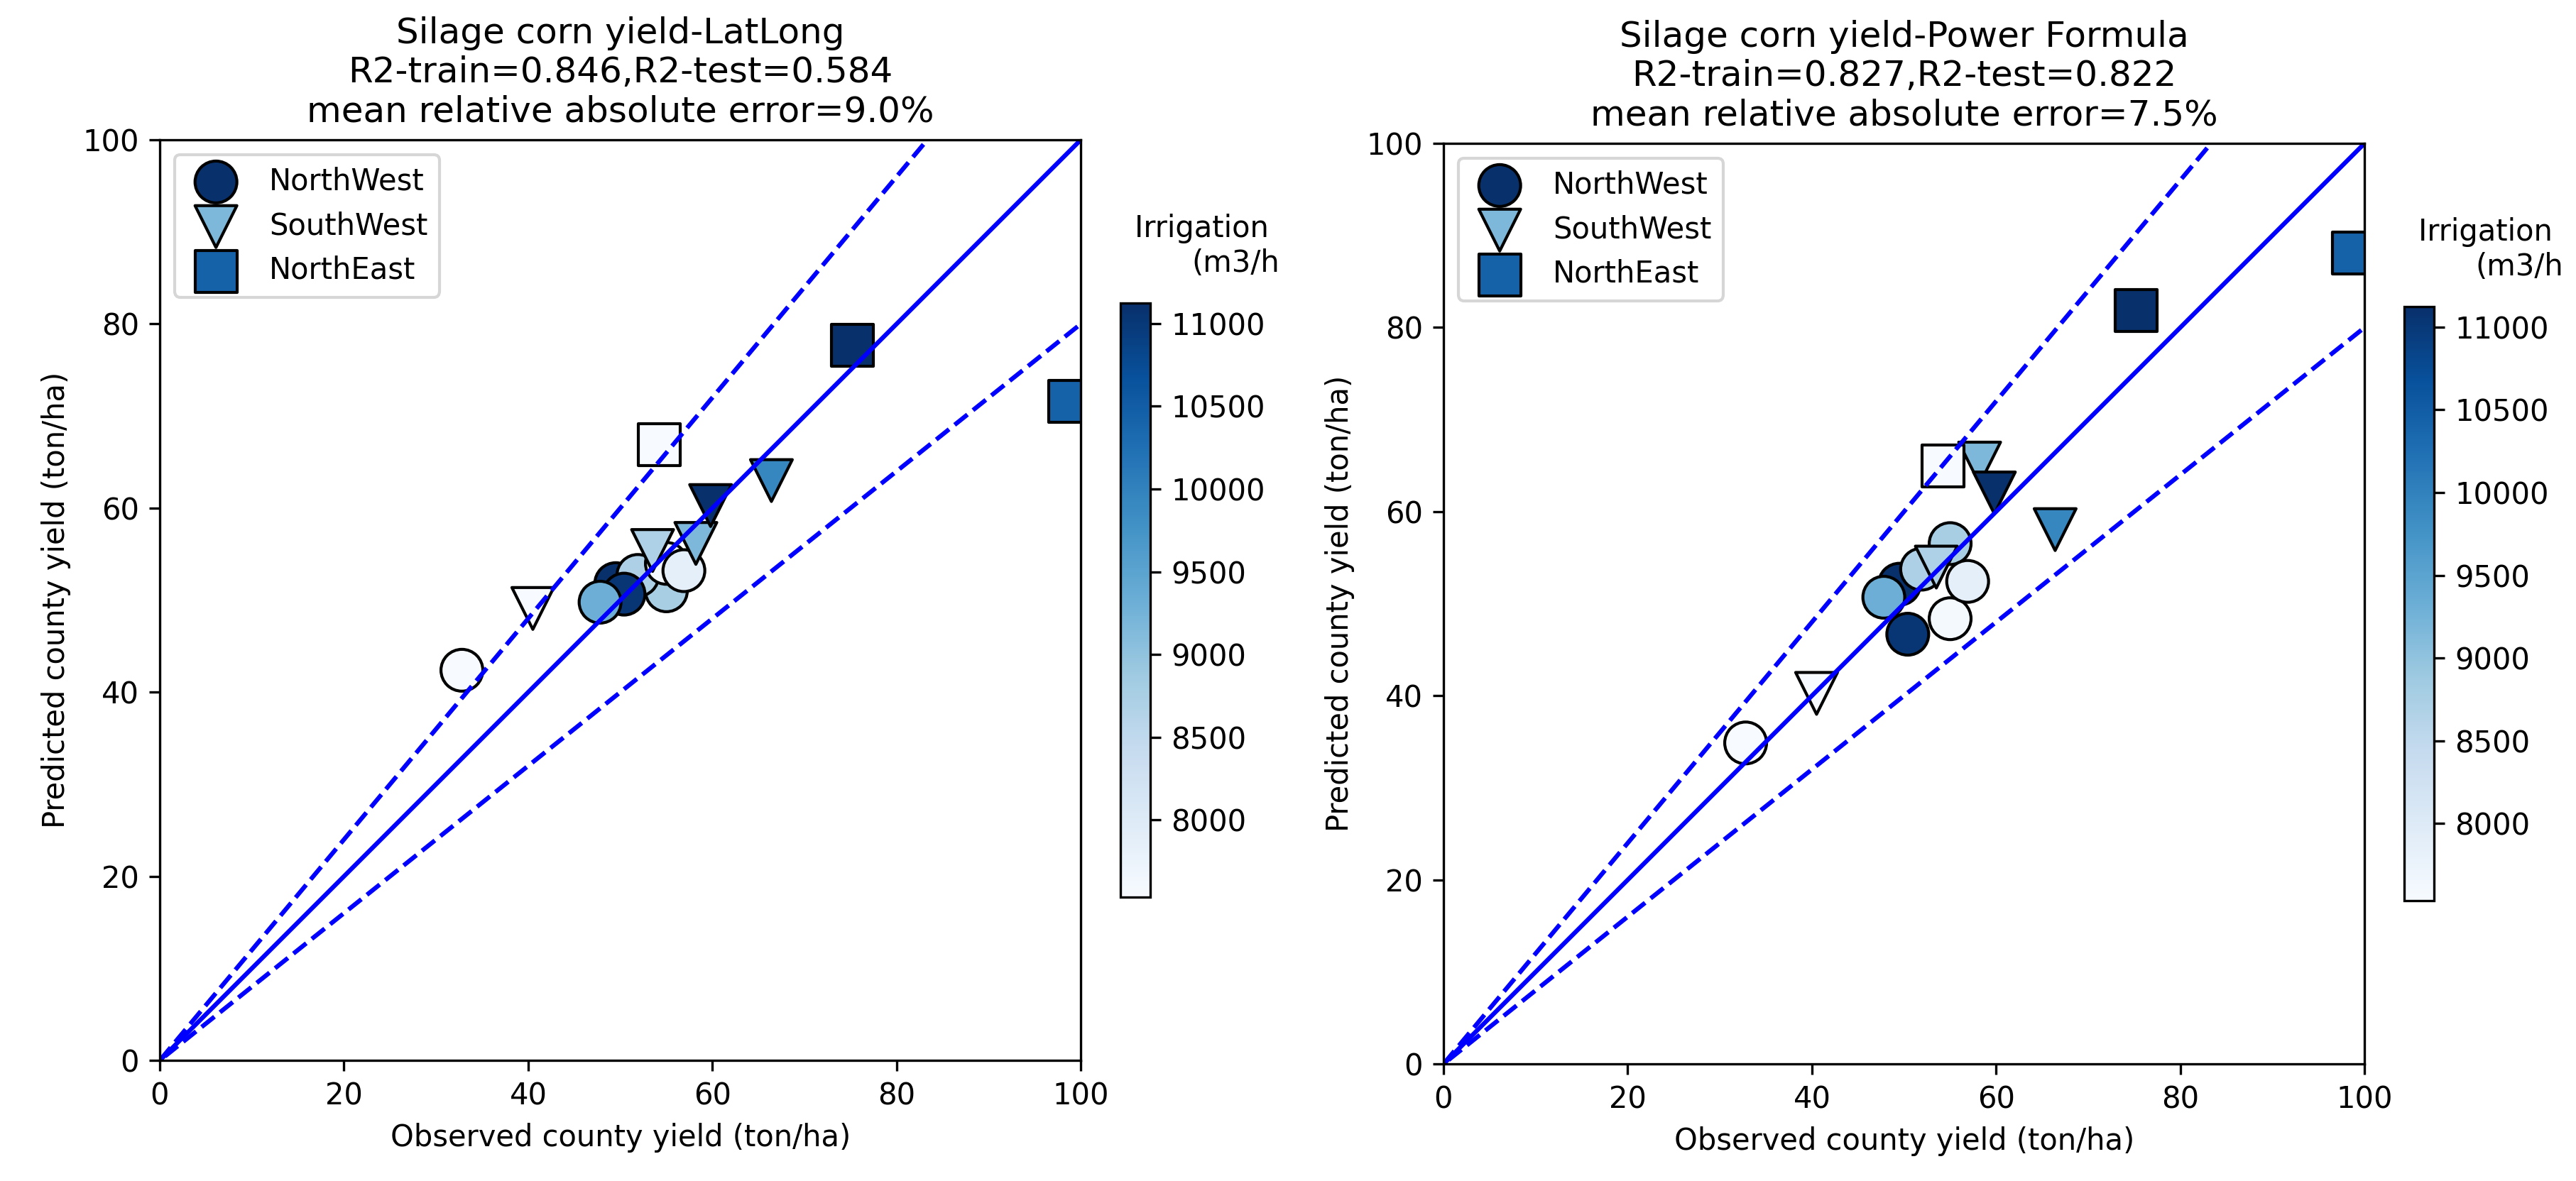 Silage corn yield-LatLong
R2-train=0.846,R2-test=0.584
mean relative absolute error=9.0%
NorthWest
SouthWest
NorthEast
100
80
60
40
20
0
0 20 40 60 80 100
Predicted county yield (ton/ha)
Observed county yield (ton/ha)
Irrigation
(m3/h
11000
10500
10000
9500
9000
8500
8000
Silage corn yield-Power Formula
R2-train=0.827,R2-test=0.822
mean relative absolute error=7.5%
NorthWest
SouthWest
NorthEast
100
80
60
40
20
0
0 20 40 60 80 100
Predicted county yield (ton/ha)
Observed county yield (ton/ha)
Irrigation
(m3/h
11000
10500
10000
9500
9000
8500
8000